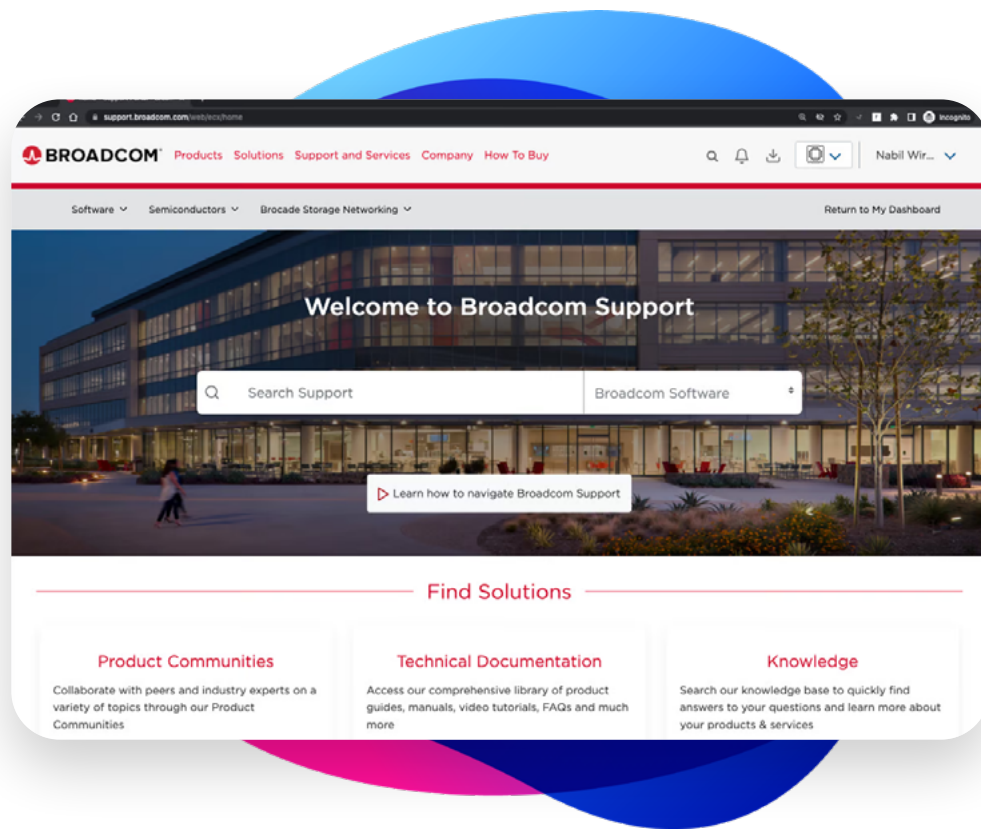 support.broadcom.com/web/ecx/home
Incognito
BROADCOM Products Solutions Support and Services Company How To Buy
Nabil Wir...
Software Semiconductors Brocade Storage Networking Return to My Dashboard
Welcome to Broadcom Support
Search Support Broadcom Software
Learn how to navigate Broadcom Support
Find Solutions
Product Communities
Collaborate with peers and industry experts on a
variety of topics through our Product
Communities
Technical Documentation
Access our comprehensive library of product
guides, manuals, video tutorials, FAQs and much
more
Knowledge
Search our knowledge base to quickly find
answers to your questions and learn more about
your products & services